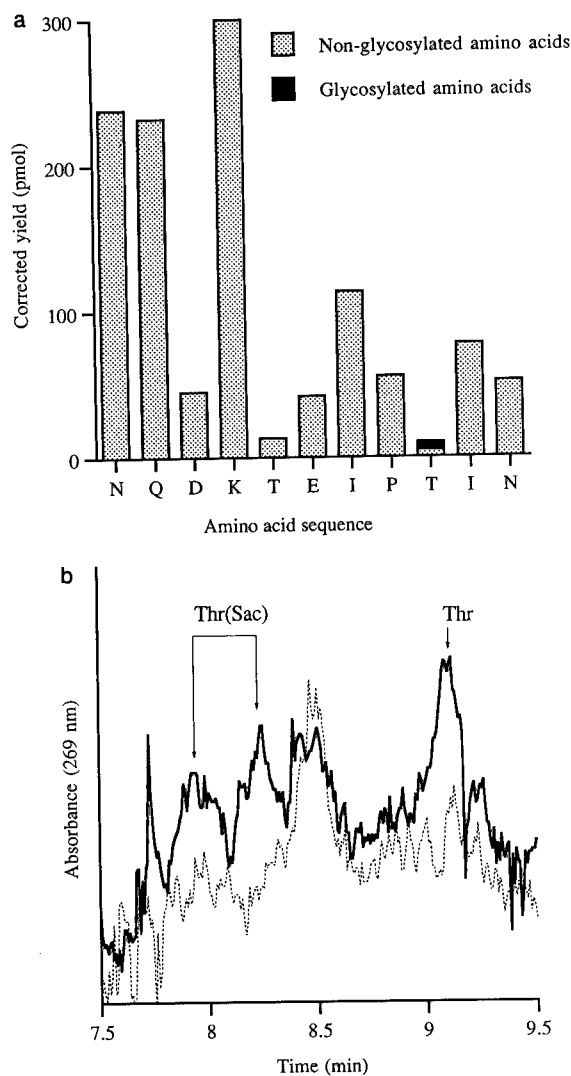 a
300
200
100
0
Corrected yield (pmol)
Non-glycosylated amino acids
Glycosylated amino acids
N Q D K T E I P T I N
Amino acid sequence
b
Thr(Sac)
Thr
Absorbance (269 nm)
7.5 8 8.5 9 9.5
Time (min)